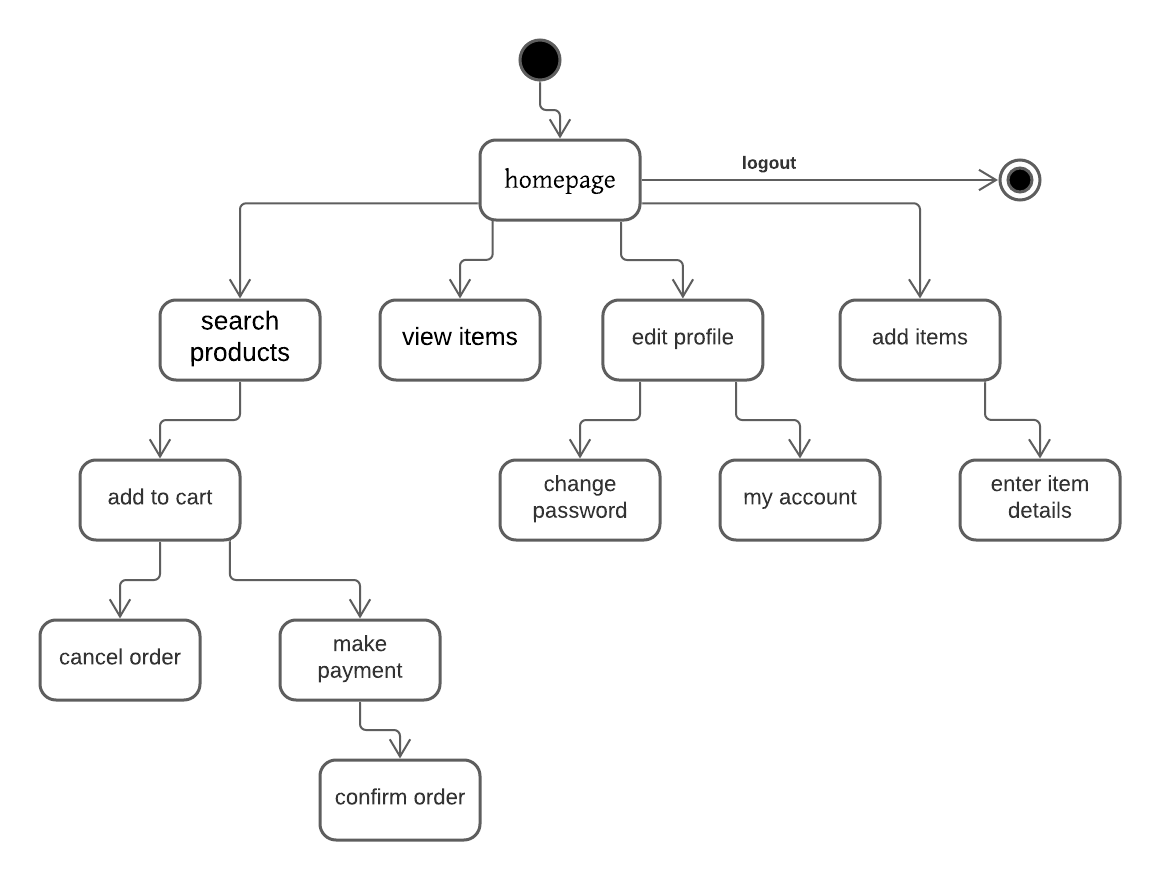 logout
homepage
search
products
view items
edit profile
add items
add to cart
change
password
my account
enter item
details
cancel order
make
payment
confirm order